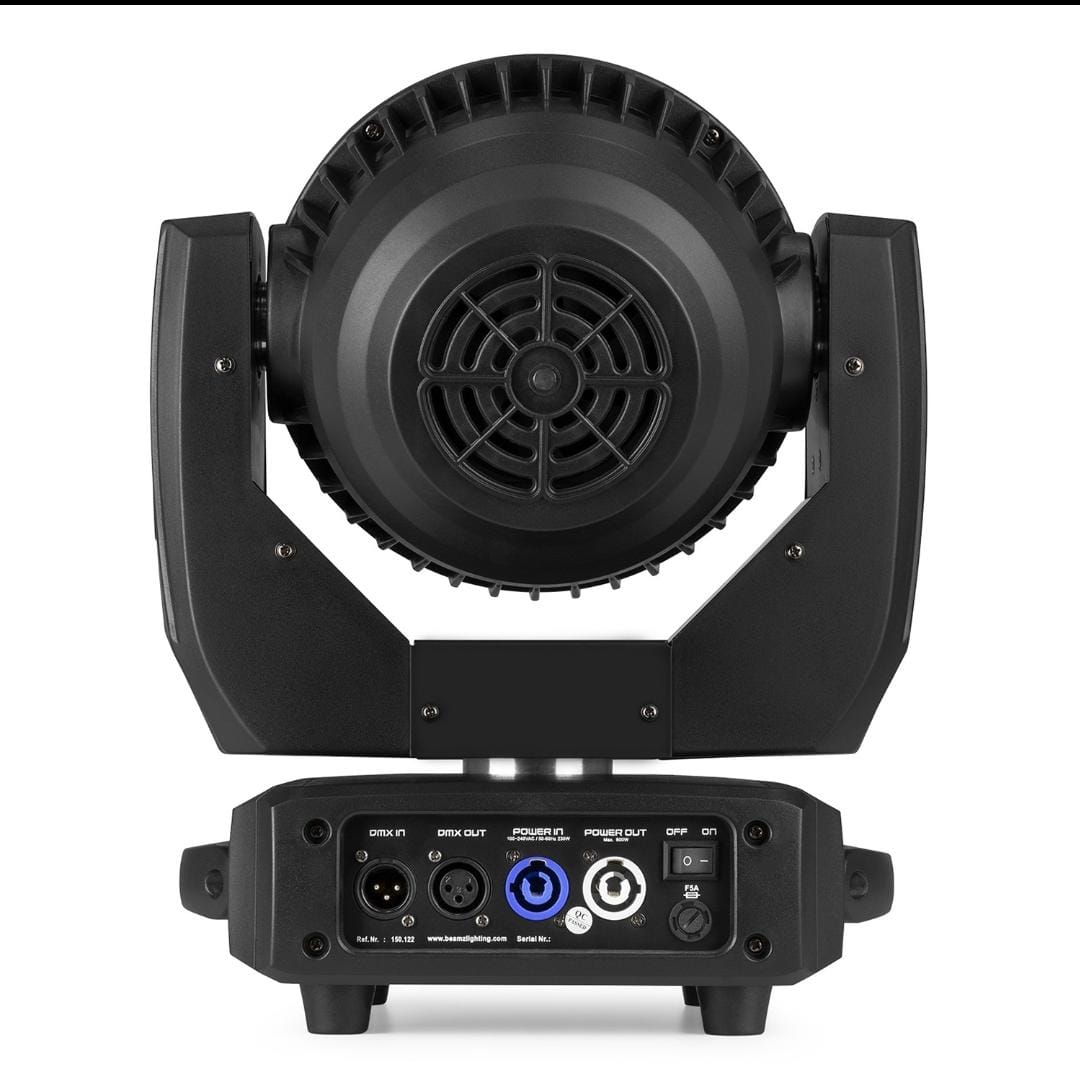 DMX IN
DMX OUT
POWER IN
100-240VAC / 50-60Hz 230W
POWER OUT
Max. 800W
OFF ON
O –
F5A
QC
PASSED
Ref. Nr. : 150.122 www.beamzlighting.com Serial Nr.: